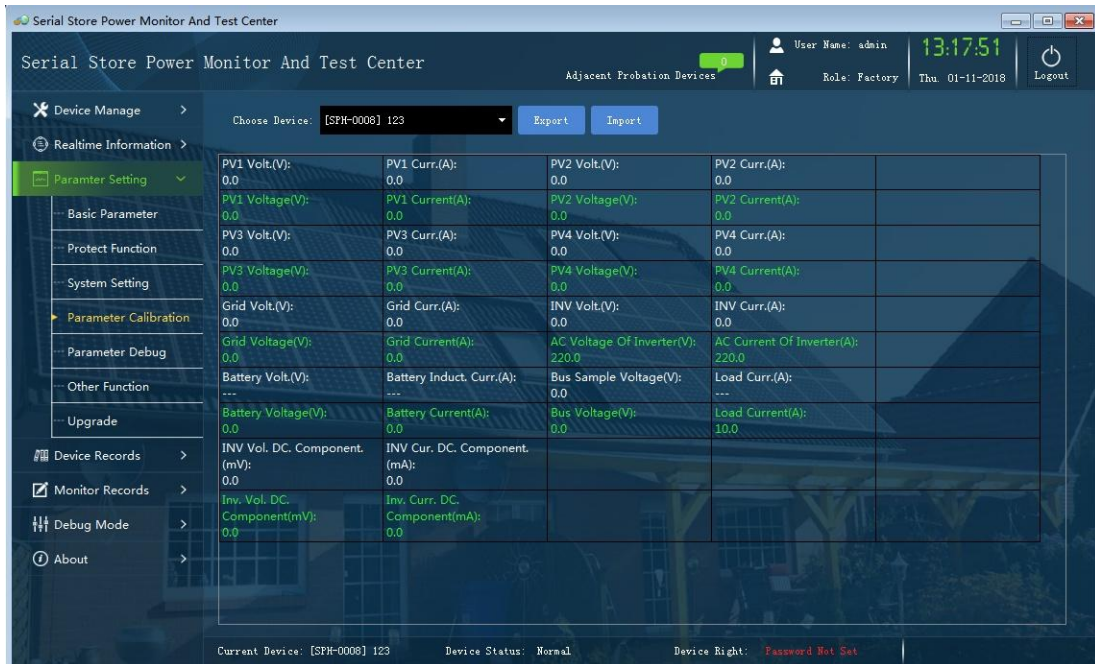 Serial Store Power Monitor And Test Center
Serial Store Power Monitor And Test Center
0
Adjacent Probation Devices
User Name: admin
Role: Factory
13:17:51
Thu. 01-11-2018
Logout
Device Manage
Realtime Information
Paramter Setting
Basic Parameter
Protect Function
System Setting
Parameter Calibration
Parameter Debug
Other Function
Upgrade
Device Records
Monitor Records
Debug Mode
About
Choose Device: [SPH-0008] 123 Export Import
PV1 Volt.(V): PV1 Curr.(A): PV2 Volt.(V): PV2 Curr.(A):
0.0 0.0 0.0 0.0
PV1 Voltage(V): PV1 Current(A): PV2 Voltage(V): PV2 Current(A):
0.0 0.0 0.0 0.0
PV3 Volt.(V): PV3 Curr.(A): PV4 Volt.(V): PV4 Curr.(A):
0.0 0.0 0.0 0.0
PV3 Voltage(V): PV3 Current(A): PV4 Voltage(V): PV4 Current(A):
0.0 0.0 0.0 0.0
Grid Volt.(V): Grid Curr.(A): INV Volt.(V): INV Curr.(A):
0.0 0.0 0.0 0.0
Grid Voltage(V): Grid Current(A): AC Voltage Of Inverter(V): AC Current Of Inverter(A):
0.0 0.0 220.0 220.0
Battery Volt.(V): Battery Induct. Curr.(A): Bus Sample Voltage(V): Load Curr.(A):
--- --- 0.0 ---
Battery Voltage(V): Battery Current(A): Bus Voltage(V): Load Current(A):
0.0 0.0 0.0 10.0
INV Vol. DC. Component. INV Cur. DC. Component.
(mV): (mA):
0.0 0.0
Inv. Vol. DC. Inv. Curr. DC.
Component(mV): Component(mA):
0.0 0.0
Current Device: [SPH-0008] 123 Device Status: Normal Device Right: Password Not Set